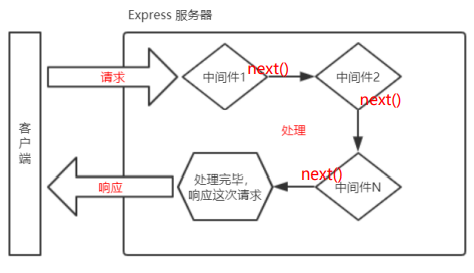 Express 服务器
客户端
请求
中间件1
next()
中间件2
next()
处理
next()
中间件N
处理完毕，
响应这次请求
响应